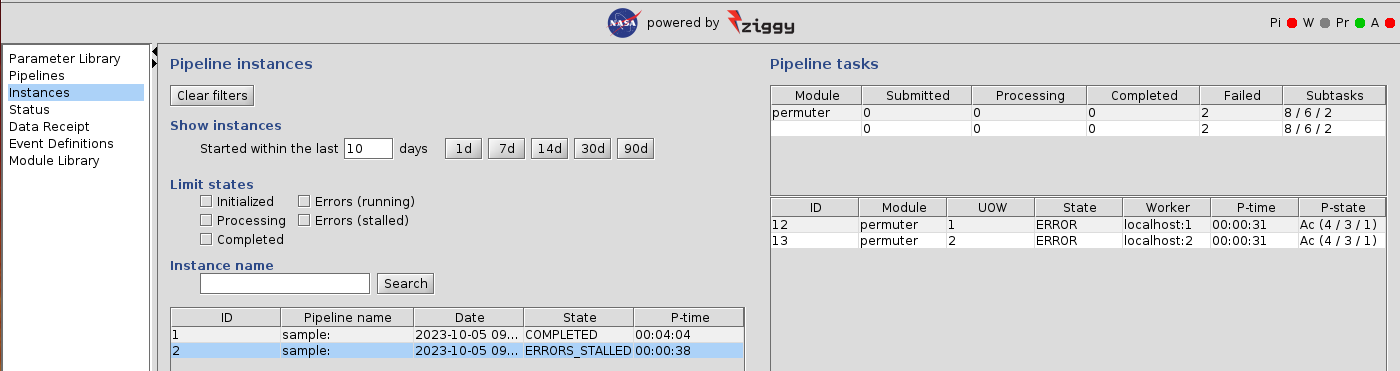 NASA powered by ziggy
Pi W Pr A
Parameter Library
Pipelines
Instances
Status
Data Receipt
Event Definitions
Module Library
Pipeline instances
Clear filters
Show instances
Started within the last 10 days 1d 7d 14d 30d 90d
Limit states
Initialized Errors (running)
Processing Errors (stalled)
Completed
Instance name
Search
ID Pipeline name Date State P-time
1 sample: 2023-10-05 09... COMPLETED 00:04:04
2 sample: 2023-10-05 09... ERRORS_STALLED 00:00:38
Pipeline tasks
Module Submitted Processing Completed Failed Subtasks
permuter 0 0 0 2 8 / 6 / 2
0 0 0 2 8 / 6 / 2
ID Module UOW State Worker P-time P-state
12 permuter 1 ERROR localhost:1 00:00:31 Ac (4 / 3 / 1)
13 permuter 2 ERROR localhost:2 00:00:31 Ac (4 / 3 / 1)